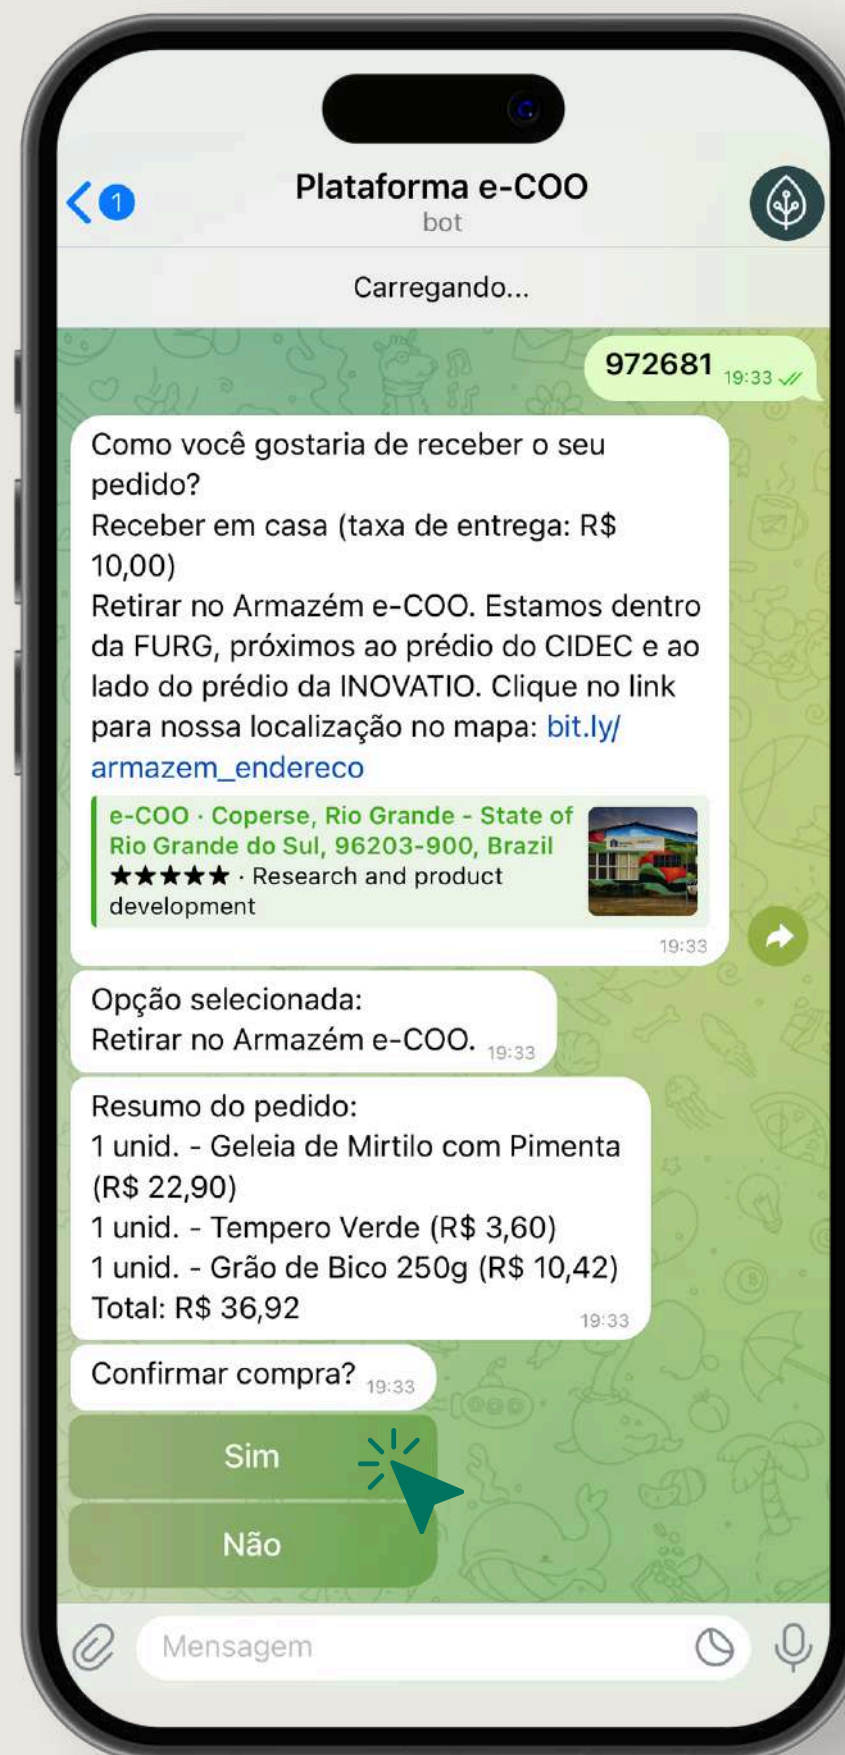 1
Plataforma e-COO
bot
Carregando...
972681 19:33
Como você gostaria de receber o seu
pedido?
Receber em casa (taxa de entrega: R$
10,00)
Retirar no Armazém e-COO. Estamos dentro
da FURG, próximos ao prédio do CIDEC e ao
lado do prédio da INOVATIO. Clique no link
para nossa localização no mapa: bit.ly/
armazem_endereco
e-COO · Coperse, Rio Grande - State of
Rio Grande do Sul, 96203-900, Brazil
★★★★★ · Research and product
development
19:33
Opção selecionada:
Retirar no Armazém e-COO. 19:33
Resumo do pedido:
1 unid. - Geleia de Mirtilo com Pimenta
(R$ 22,90)
1 unid. - Tempero Verde (R$ 3,60)
1 unid. - Grão de Bico 250g (R$ 10,42)
Total: R$ 36,92 19:33
Confirmar compra? 19:33
Sim
Não
Mensagem